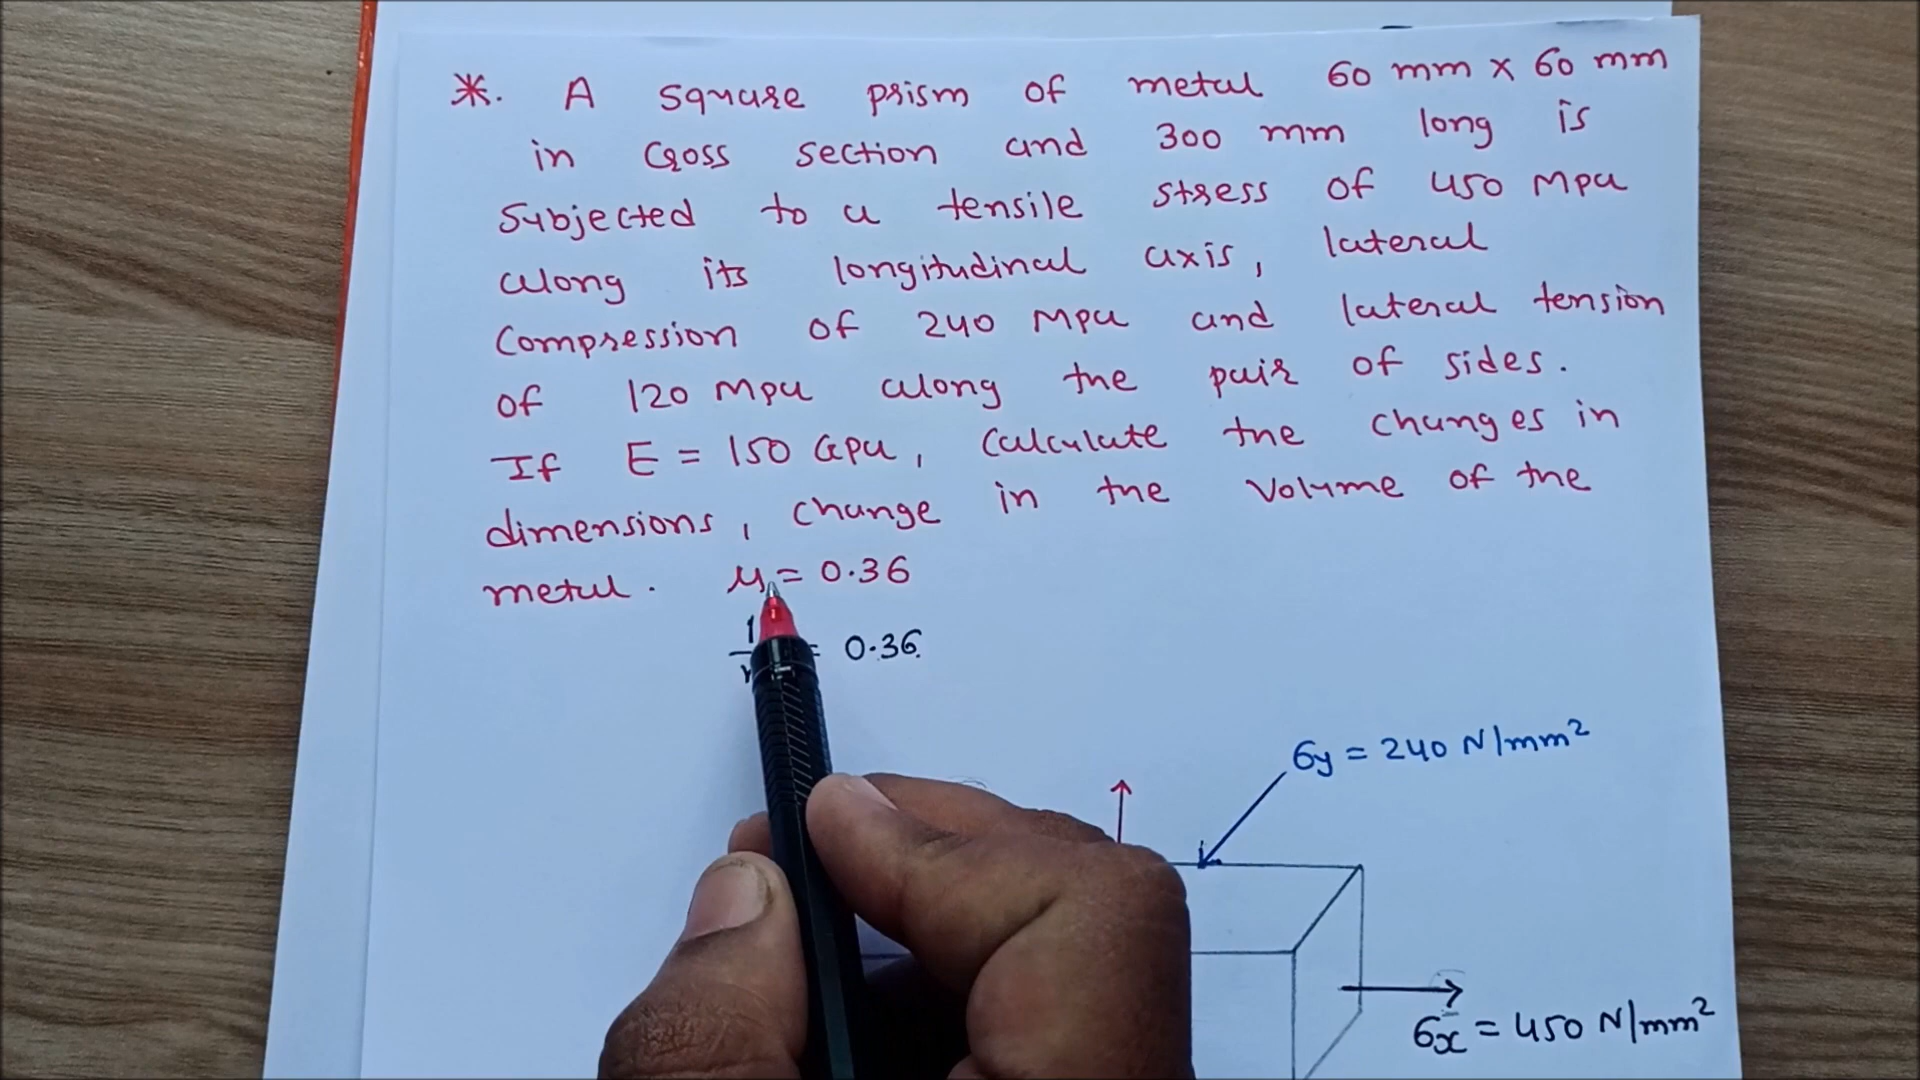 *. A square prism of metal 60 mm x 60 mm
in cross section and 300 mm long is
subjected to a tensile stress of 450 MPa
along its longitudinal axis, lateral
compression of 240 MPa and lateral tension
of 120 MPa along the pair of sides.
If E = 150 GPa, calculate the changes in
dimensions, change in the volume of the
metal. μ = 0.36
1 = 0.36
σy = 240 N/mm²
σx = 450 N/mm²